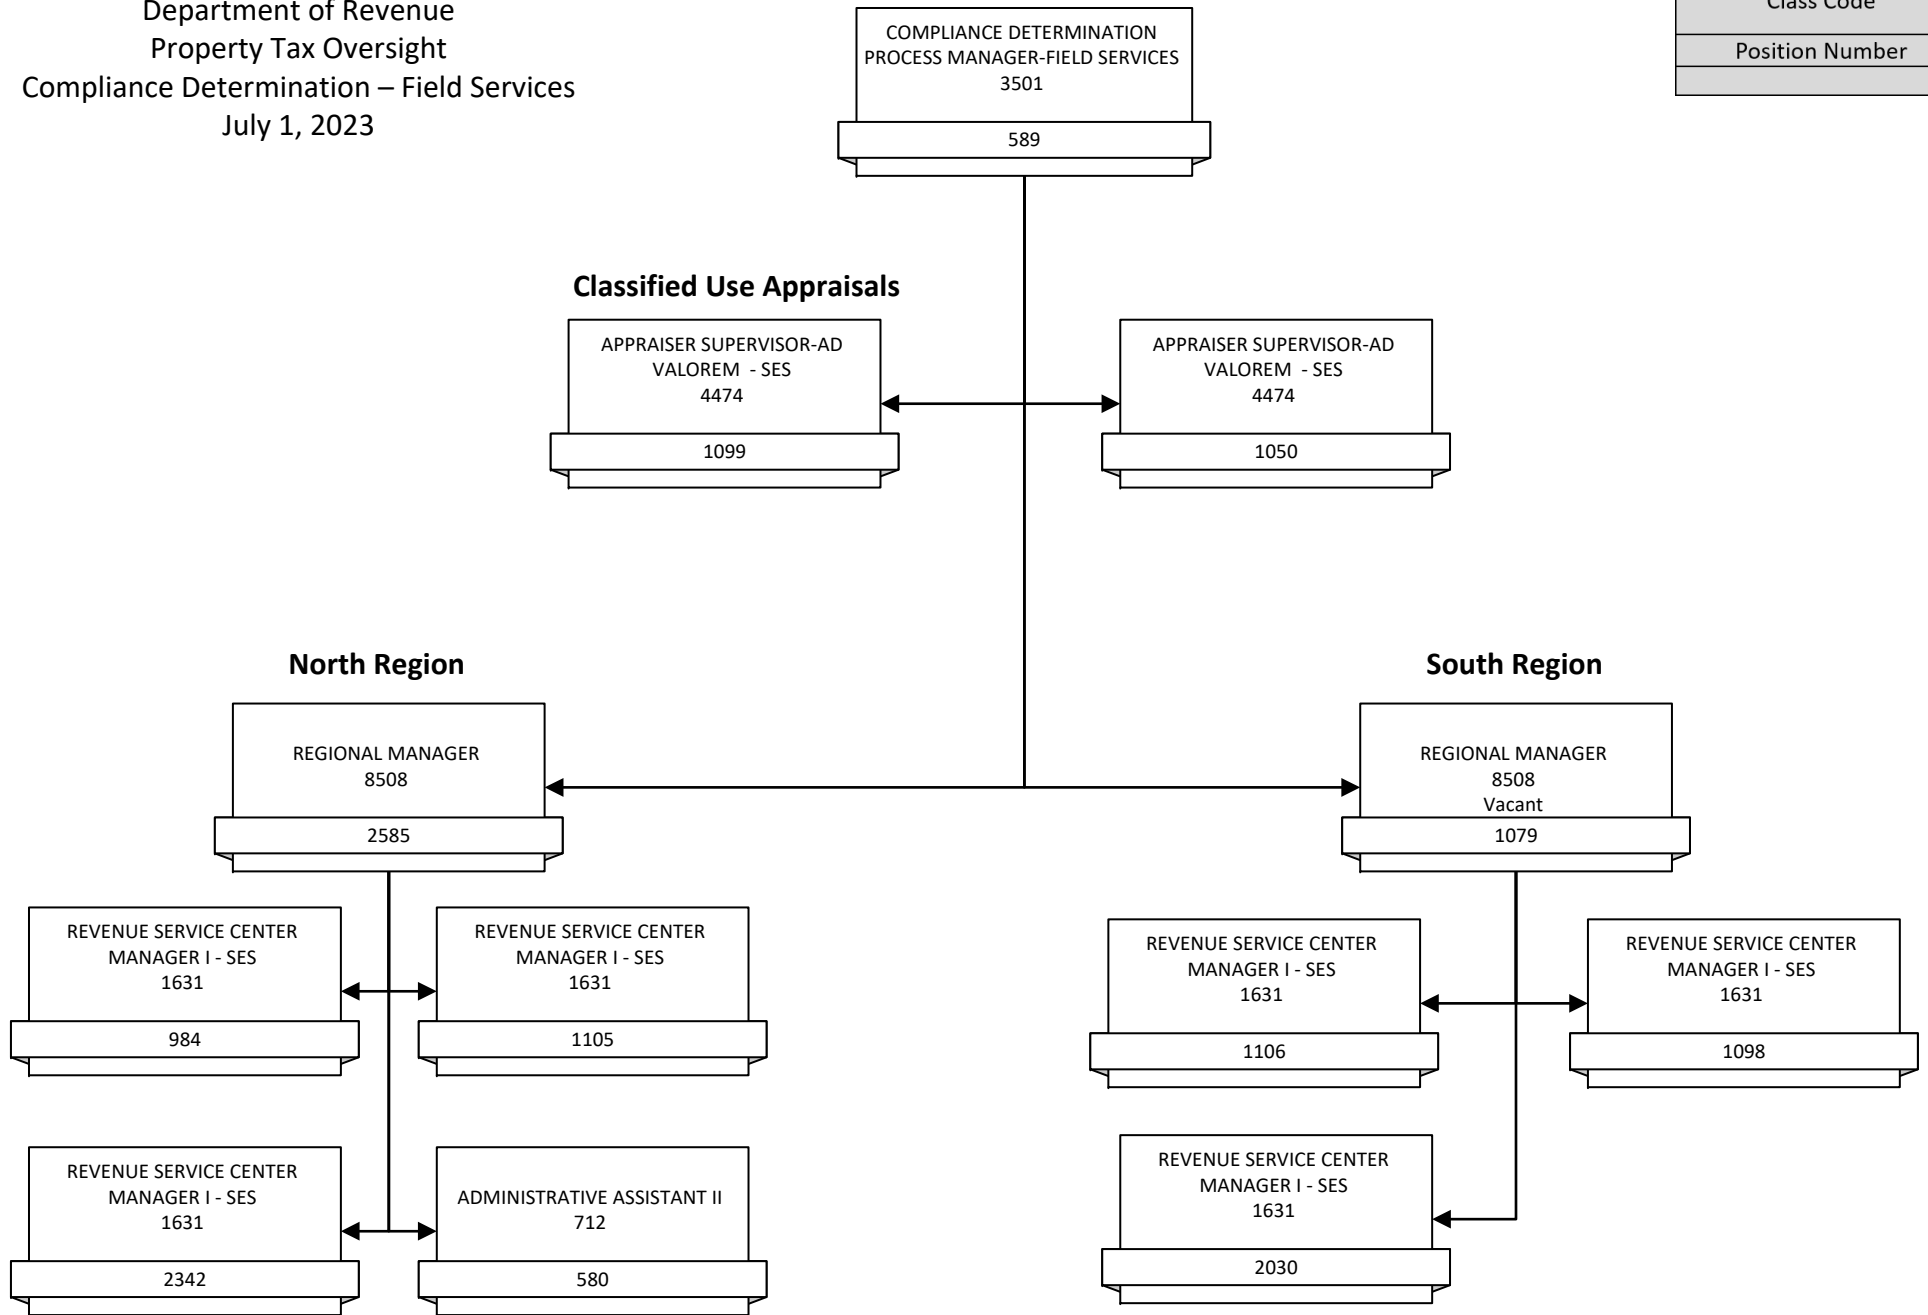 Department of Revenue
Property Tax Oversight
Compliance Determination – Field Services
July 1, 2023
Class Code
Position Number
COMPLIANCE DETERMINATION
PROCESS MANAGER-FIELD SERVICES
3501
589
Classified Use Appraisals
APPRAISER SUPERVISOR-AD
VALOREM - SES
4474
1099
APPRAISER SUPERVISOR-AD
VALOREM - SES
4474
1050
North Region
REGIONAL MANAGER
8508
2585
South Region
REGIONAL MANAGER
8508
Vacant
1079
REVENUE SERVICE CENTER
MANAGER I - SES
1631
984
REVENUE SERVICE CENTER
MANAGER I - SES
1631
1105
REVENUE SERVICE CENTER
MANAGER I - SES
1631
1106
REVENUE SERVICE CENTER
MANAGER I - SES
1631
1098
REVENUE SERVICE CENTER
MANAGER I - SES
1631
2342
ADMINISTRATIVE ASSISTANT II
712
580
REVENUE SERVICE CENTER
MANAGER I - SES
1631
2030